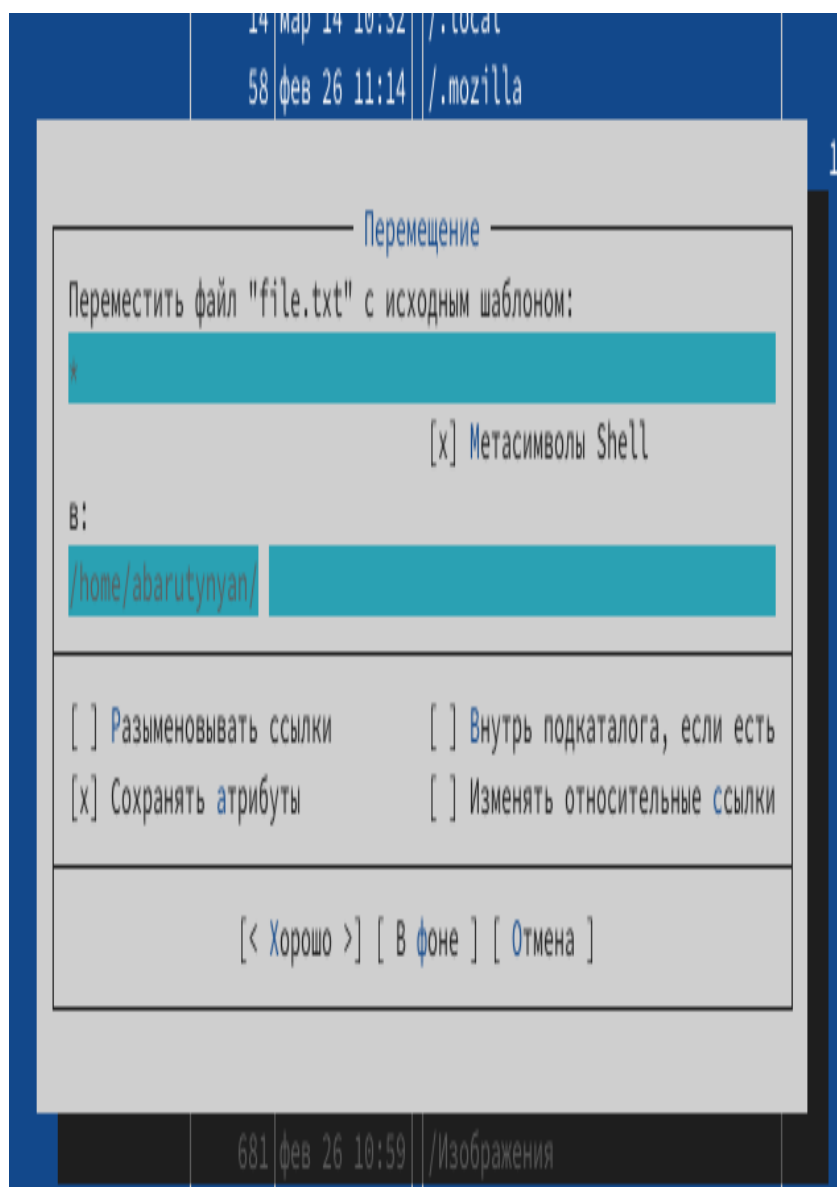 14 мар 14 10:32 /.local
58 фев 26 11:14 /.mozilla
1
Перемещение
Переместить файл "file.txt" с исходным шаблоном:
*
[x] Метасимволы Shell
в:
/home/abarutynyan/
[ ] Разыменовывать ссылки [ ] Внутрь подкаталога, если есть
[x] Сохранять атрибуты [ ] Изменять относительные ссылки
[< Хорошо >] [ В фоне ] [ Отмена ]
681 фев 26 10:59 /Изображения